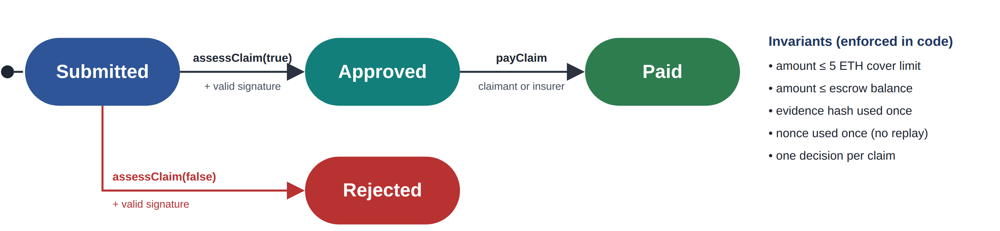 Submitted
assessClaim(true)
+ valid signature
Approved
payClaim
claimant or insurer
Paid
assessClaim(false)
+ valid signature
Rejected
Invariants (enforced in code)
• amount ≤ 5 ETH cover limit
• amount ≤ escrow balance
• evidence hash used once
• nonce used once (no replay)
• one decision per claim